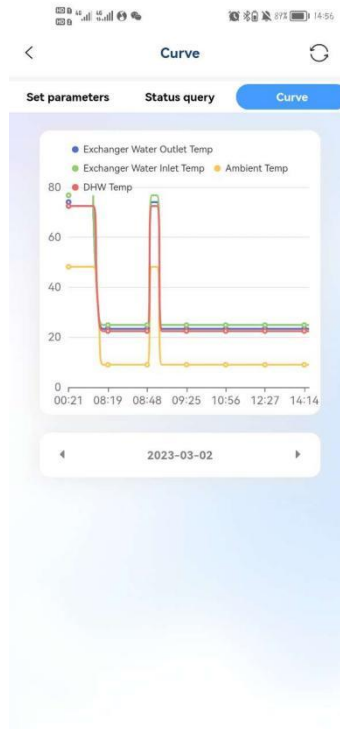 87% 14:56
Curve
Set parameters Status query Curve
Exchanger Water Outlet Temp
Exchanger Water Inlet Temp Ambient Temp
80 DHW Temp
60
40
20
0
00:21 08:19 08:48 09:25 10:56 12:27 14:14
2023-03-02